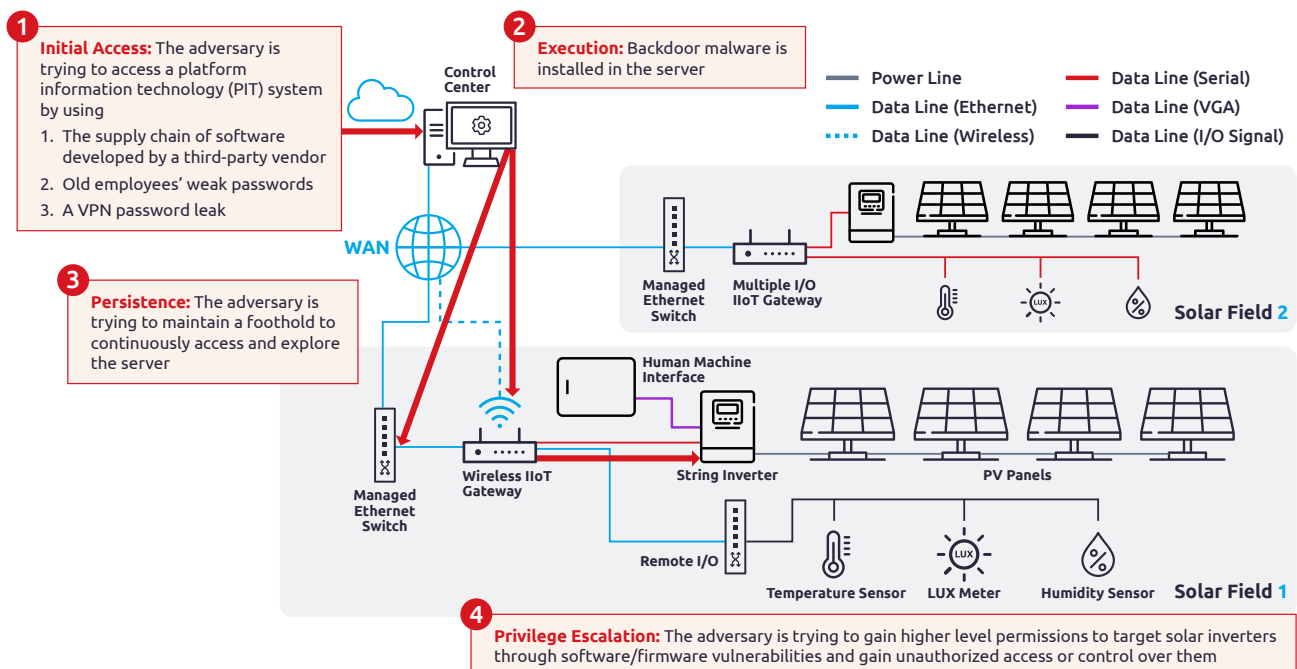 1
Initial Access: The adversary is
trying to access a platform
information technology (PIT) system
by using
1. The supply chain of software
developed by a third-party vendor
2. Old employees’ weak passwords
3. A VPN password leak
2
Execution: Backdoor malware is
installed in the server
Control
Center
Power Line
Data Line (Ethernet)
Data Line (Wireless)
Data Line (Serial)
Data Line (VGA)
Data Line (I/O Signal)
WAN
Managed
Ethernet
Switch
Multiple I/O
IIoT Gateway
LUX
%
Solar Field 2
3
Persistence: The adversary is
trying to maintain a foothold to
continuously access and explore
the server
Human Machine
Interface
Managed
Ethernet
Switch
Wireless IIoT
Gateway
String Inverter
PV Panels
Remote I/O
LUX
%
Temperature Sensor
LUX Meter
Humidity Sensor
Solar Field 1
4
Privilege Escalation: The adversary is trying to gain higher level permissions to target solar inverters
through software/firmware vulnerabilities and gain unauthorized access or control over them